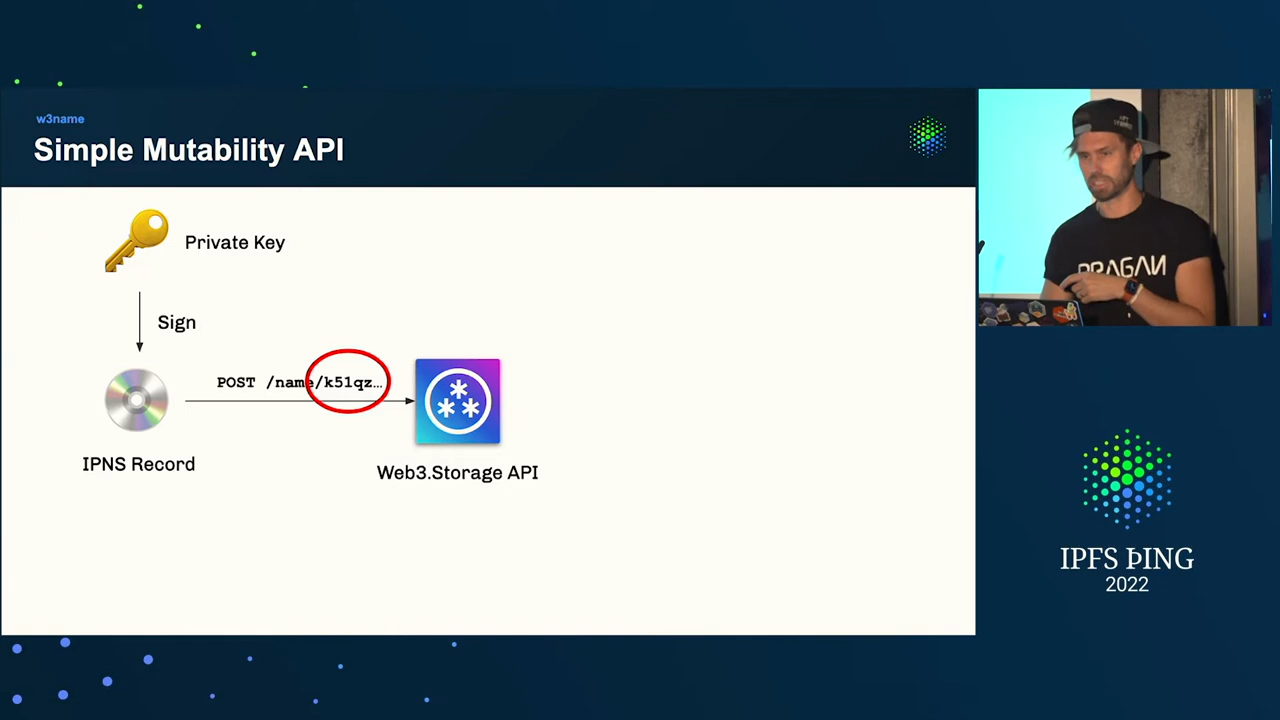 w3name
Simple Mutability API
Private Key
Sign
POST /name/k51qz…
IPNS Record
Web3.Storage API
IPFS ÞING
2022